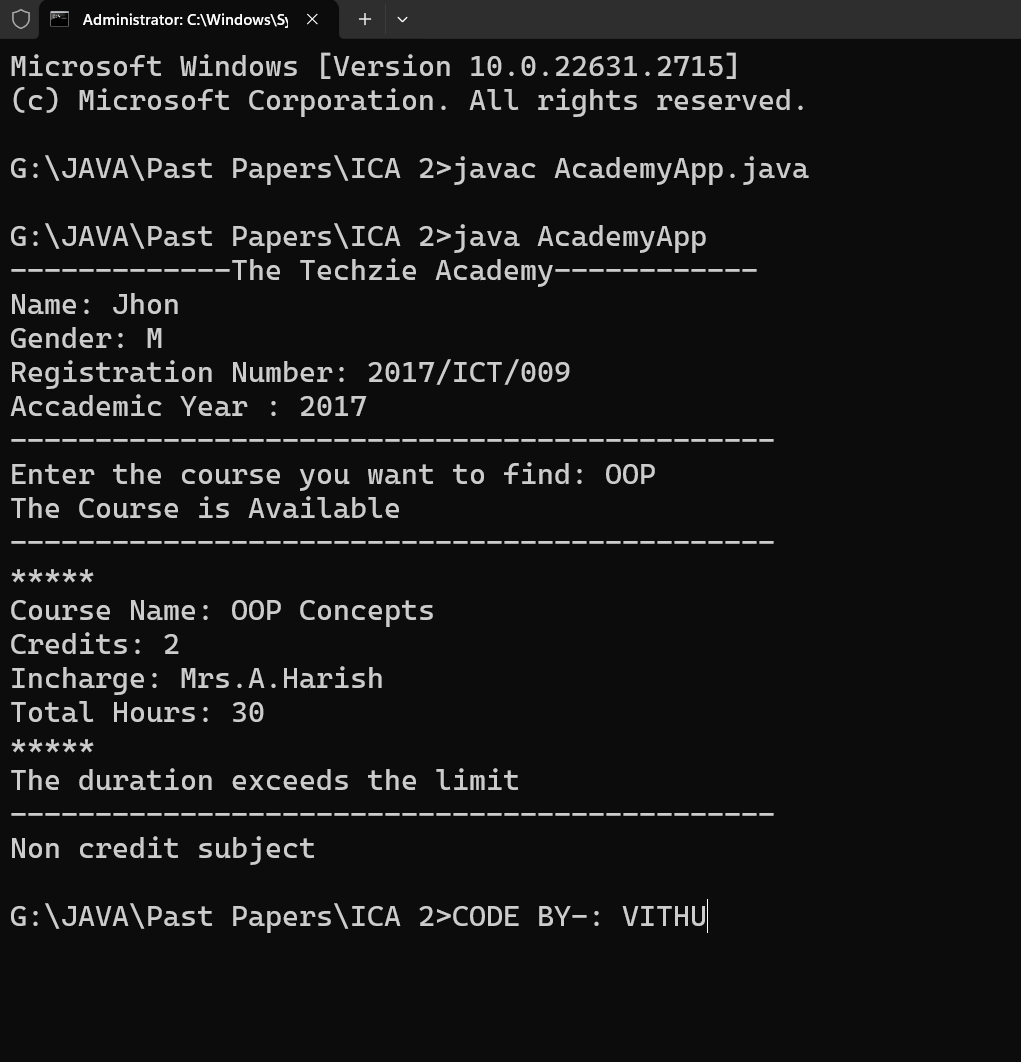 Administrator: C:\Windows\Sy
Microsoft Windows [Version 10.0.22631.2715]
(c) Microsoft Corporation. All rights reserved.
G:\JAVA\Past Papers\ICA 2>javac AcademyApp.java
G:\JAVA\Past Papers\ICA 2>java AcademyApp
-------------The Techzie Academy------------
Name: Jhon
Gender: M
Registration Number: 2017/ICT/009
Accademic Year : 2017
---------------------------------------------
Enter the course you want to find: OOP
The Course is Available
---------------------------------------------
*****
Course Name: OOP Concepts
Credits: 2
Incharge: Mrs.A.Harish
Total Hours: 30
*****
The duration exceeds the limit
---------------------------------------------
Non credit subject
G:\JAVA\Past Papers\ICA 2>CODE BY-: VITHU